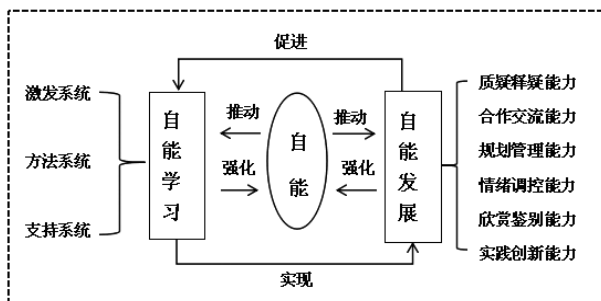 促进
激发系统
方法系统
支持系统
自能学习
推动
强化
自能
推动
强化
自能发展
质疑释疑能力
合作交流能力
规划管理能力
情绪调控能力
欣赏鉴别能力
实践创新能力
实现